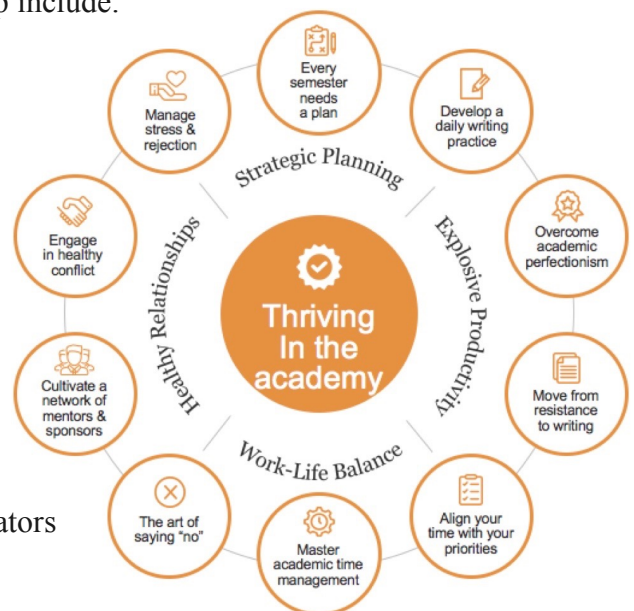 o include:
Every
semester
needs
a plan
Develop a
daily writing
practice
Overcome
academic
perfectionism
Move from
resistance
to writing
Align your
time with your
priorities
Master
academic time
management
The art of
saying "no"
Cultivate a
network of
mentors &
sponsors
Engage
in healthy
conflict
Manage
stress &
rejection
Strategic Planning
Explosive Productivity
Work-Life Balance
Healthy Relationships
Thriving
In the
academy
ators